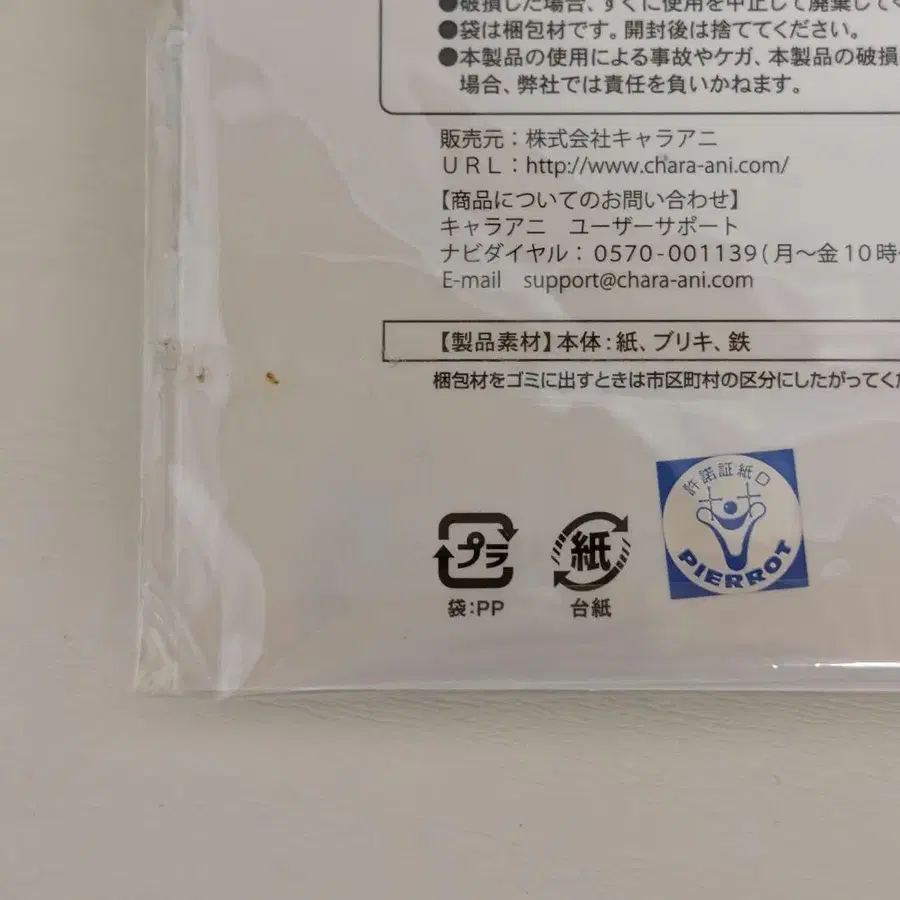 ●破損した場合、すぐに使用を中止して廃棄して
●袋は梱包材です。開封後は捨ててください。
●本製品の使用による事故やケガ、本製品の破損
場合、弊社では責任を負いかねます。
販売元：株式会社キャラアニ
ＵＲＬ：http://www.chara-ani.com/
【商品についてのお問い合わせ】
キャラアニ　ユーザーサポート
ナビダイヤル：0570-001139(月〜金10時
E-mail　support@chara-ani.com
【製品素材】本体：紙、ブリキ、鉄
梱包材をゴミに出すときは市区町村の区分にしたがってく
プラ
袋：PP
紙
台紙
許諾証紙口
PIERROT